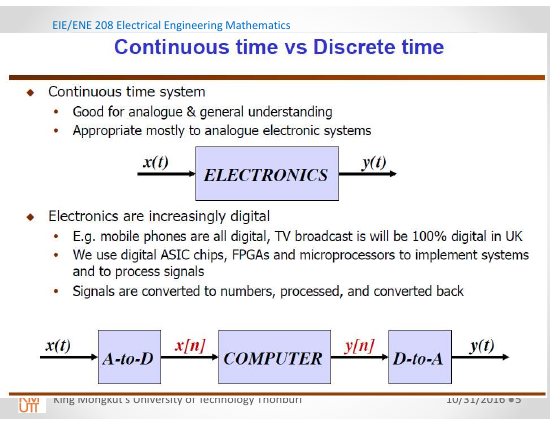 EIE/ENE 208 Electrical Engineering Mathematics
Continuous time vs Discrete time
Continuous time system
Good for analogue & general understanding
Appropriate mostly to analogue electronic systems
x(t) ELECTRONICS y(t)
Electronics are increasingly digital
E.g. mobile phones are all digital, TV broadcast is will be 100% digital in UK
We use digital ASIC chips, FPGAs and microprocessors to implement systems
and to process signals
Signals are converted to numbers, processed, and converted back
x(t) A-to-D x[n] COMPUTER y[n] D-to-A y(t)
King Mongkut's University of Technology Thonburi 10/31/2016 •5